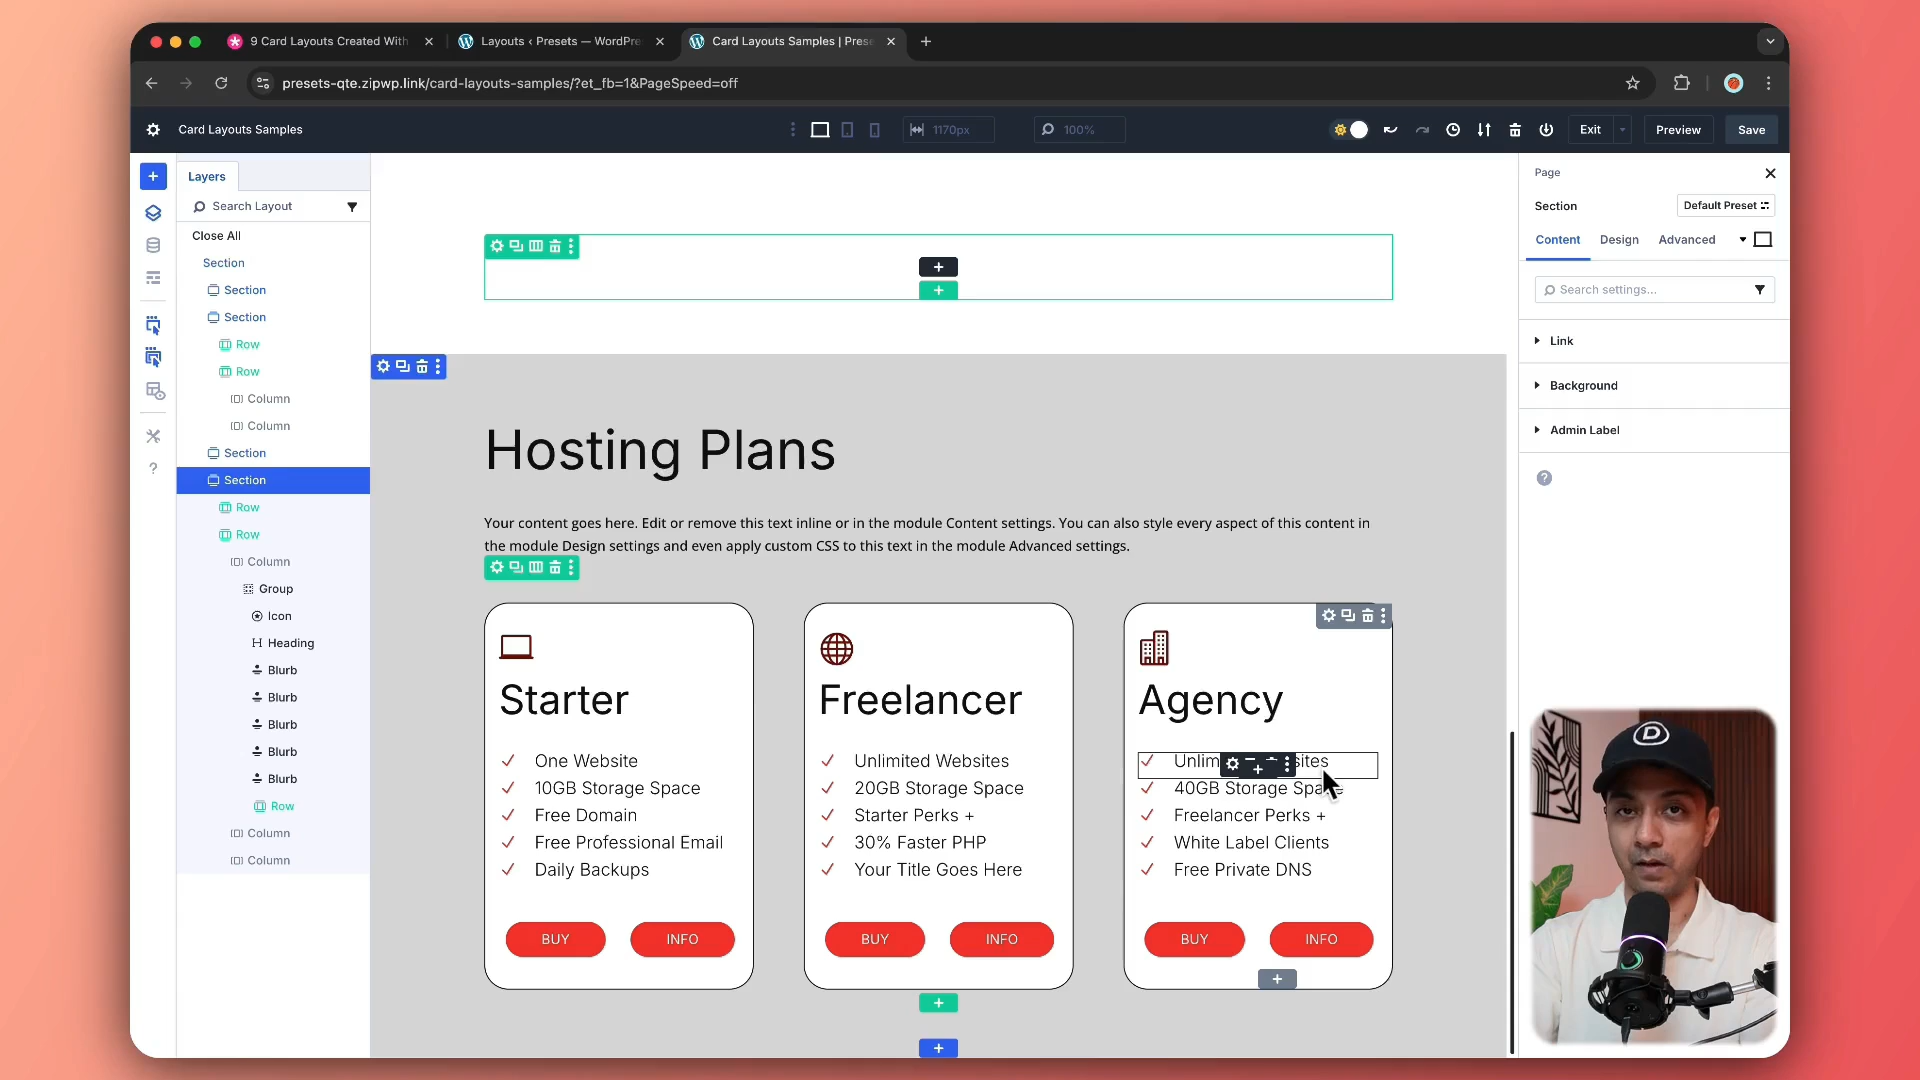 9 Card Layouts Created With
Layouts ‹ Presets — WordPre
Card Layouts Samples | Prese
presets-qte.zipwp.link/card-layouts-samples/?et_fb=1&PageSpeed=off
Card Layouts Samples
1170px
100%
Exit
Preview
Save
Layers
Search Layout
Close All
Section
Section
Section
Row
Row
Column
Column
Section
Section
Row
Row
Column
Group
Icon
Heading
Blurb
Blurb
Blurb
Blurb
Blurb
Row
Column
Column
Hosting Plans
Your content goes here. Edit or remove this text inline or in the module Content settings. You can also style every aspect of this content in
the module Design settings and even apply custom CSS to this text in the module Advanced settings.
Starter
One Website
10GB Storage Space
Free Domain
Free Professional Email
Daily Backups
BUY INFO
Freelancer
Unlimited Websites
20GB Storage Space
Starter Perks +
30% Faster PHP
Your Title Goes Here
BUY INFO
Agency
40GB Storage Space
Freelancer Perks +
White Label Clients
Free Private DNS
BUY INFO
Page
Section
Default Preset
Content
Design
Advanced
Search settings...
Link
Background
Admin Label
D